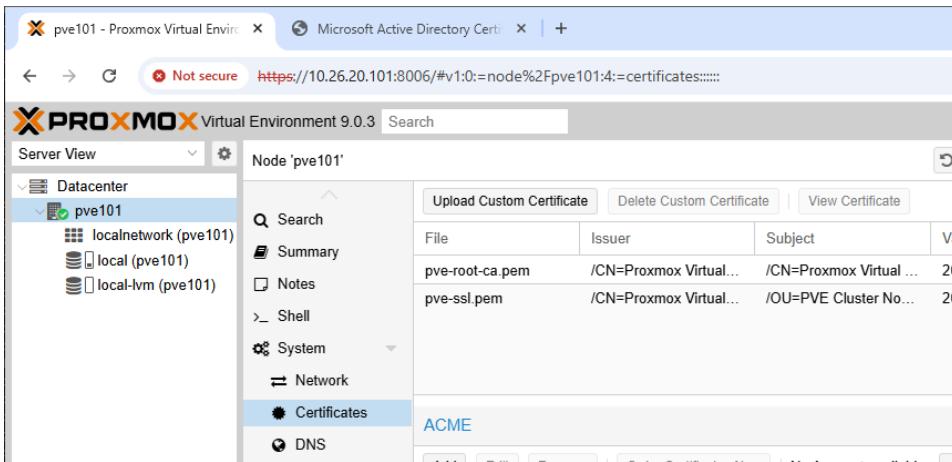 pve101 - Proxmox Virtual Enviro
Microsoft Active Directory Certi
Not secure https://10.26.20.101:8006/#v1:0:=node%2Fpve101:4:=certificates::::::
PROXMOX Virtual Environment 9.0.3 Search
Server View
Node 'pve101'
Datacenter
pve101
localnetwork (pve101)
local (pve101)
local-lvm (pve101)
Search
Summary
Notes
Shell
System
Network
Certificates
DNS
Upload Custom Certificate Delete Custom Certificate View Certificate
File Issuer Subject
pve-root-ca.pem /CN=Proxmox Virtual... /CN=Proxmox Virtual ...
pve-ssl.pem /CN=Proxmox Virtual... /OU=PVE Cluster No...
ACME